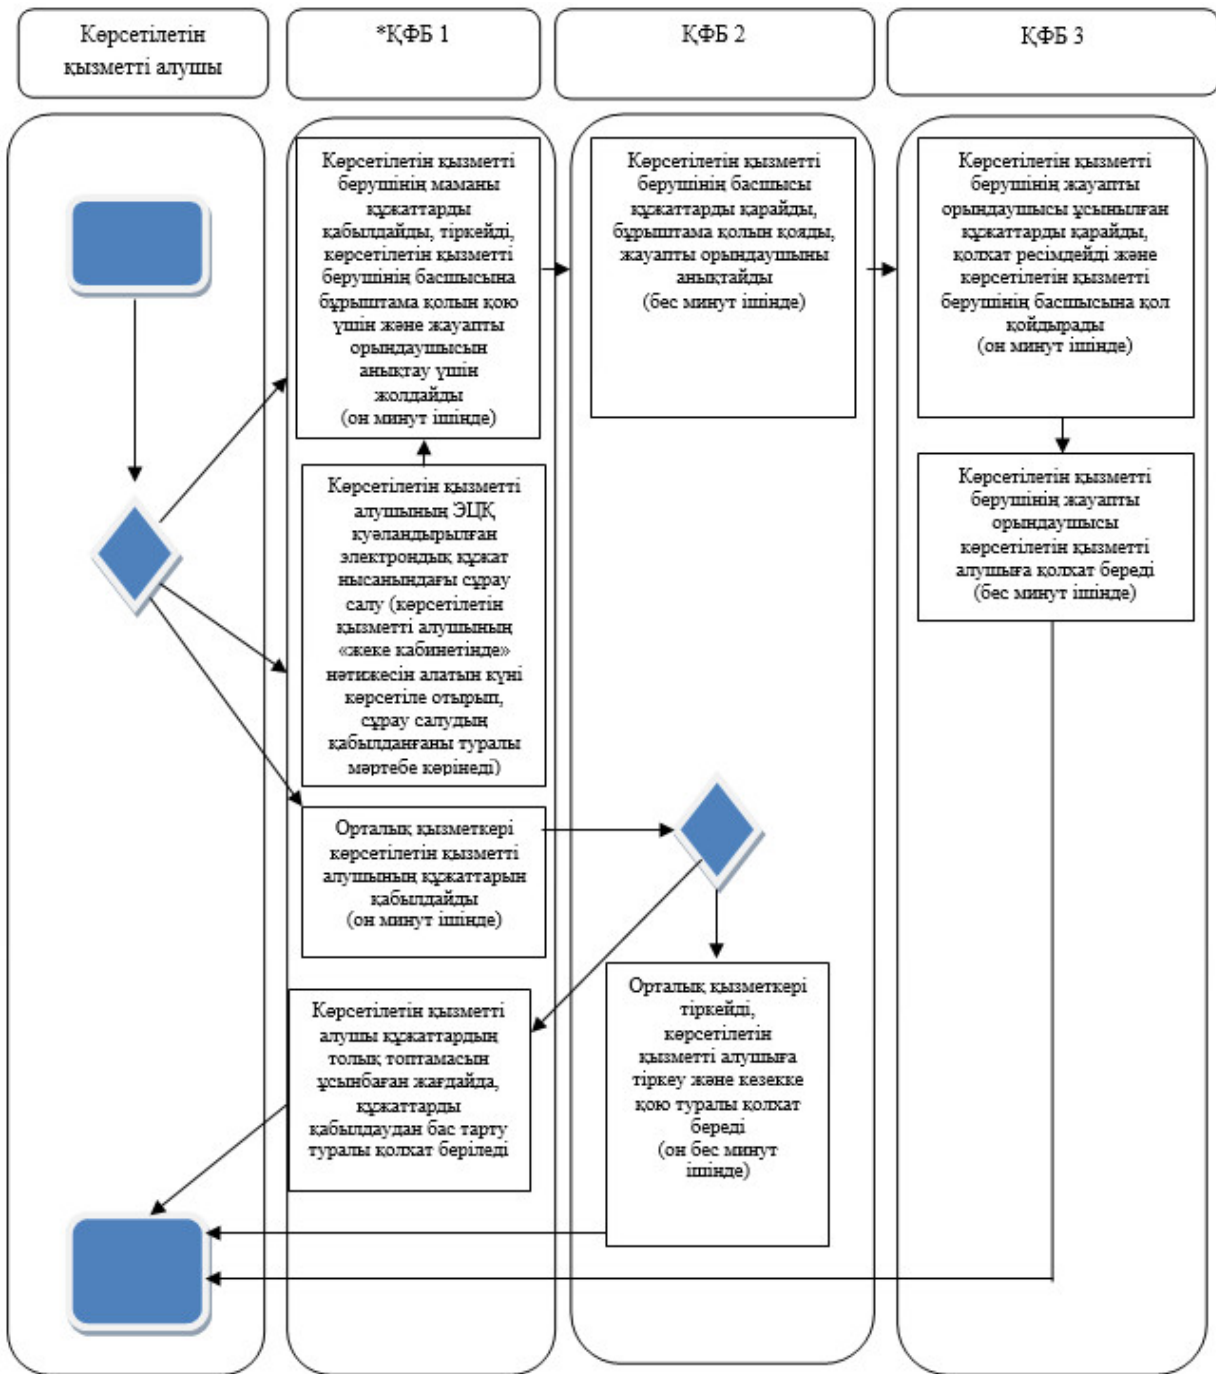 Көрсетілетін
қызметті алушы
*ҚФБ 1
ҚФБ 2
ҚФБ 3
Көрсетілетін қызметті
берушінің маманы
құжаттарды
қабылдайды, тіркейді,
көрсетілетін қызметті
берушінің басшысына
бұрыштама қолын қою
үшін және жауапты
орындаушысын
анықтау үшін
жолдайды
(он минут ішінде)
Көрсетілетін қызметті
берушінің басшысы
құжаттарды қарайды,
бұрыштама қолын қояды,
жауапты орындаушыны
анықтайды
(бес минут ішінде)
Көрсетілетін қызметті
берушінің жауапты
орындаушысы ұсынылған
құжаттарды қарайды,
қолхат ресімдейді және
көрсетілетін қызметті
берушінің басшысына қол
қойдырады
(он минут ішінде)
Көрсетілетін қызметті
алушының ЭЦҚ
куәландырылған
электрондық құжат
нысанындағы сұрау
салу (көрсетілетін
қызметті алушының
«жеке кабинетінде»
нәтижесін алатын күні
көрсетіле отырып,
сұрау салудың
қабылданғаны туралы
мәртебе көрінеді)
Көрсетілетін қызметті
берушінің жауапты
орындаушысы
көрсетілетін қызметті
алушыға қолхат береді
(бес минут ішінде)
Орталық қызметкері
көрсетілетін қызметті
алушының құжаттарын
қабылдайды
(он минут ішінде)
Көрсетілетін қызметті
алушы құжаттардың
толық топтамасын
ұсынбаған жағдайда,
құжаттарды
қабылдаудан бас тарту
туралы қолхат беріледі
Орталық қызметкері
тіркейді,
көрсетілетін
қызметті алушыға
тіркеу және кезекке
қою туралы қолхат
береді
(он бес минут
ішінде)